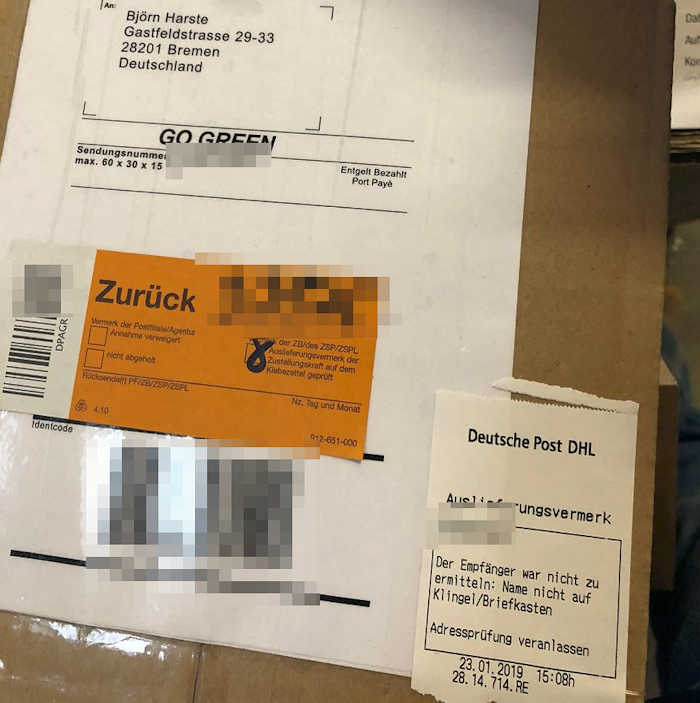 An:
Björn Harste
Gastfeldstrasse 29-33
28201 Bremen
Deutschland
GO GREEN
Sendungsnummer
max. 60 x 30 x 15
Entgelt Bezahlt
Port Payè
Zurück
Vermerk der Postfiliale/Agentur
Annahme verweigert
nicht abgeholt
der ZB/des ZSP/ZSPL
Auslieferungsvermerk der
Zustellungskraft auf dem
Klebezettel geprüft
Rücksende(r) PF/ZB/ZSP/ZSPL
Nz, Tag und Monat
4.10
912-651-000
DPAGR
Identcode
Deutsche Post DHL
Auslieferungsvermerk
Der Empfänger war nicht zu
ermitteln: Name nicht auf
Klingel/Briefkasten
Adressprüfung veranlassen
23.01.2019 15:08h
28.14.714.RE